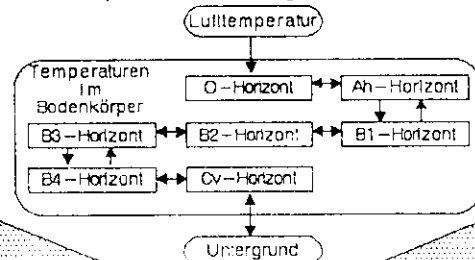 Lufttemperatur
Temperaturen
im
Bodenkörper
O-Horizont
Ah-Horizont
B3-Horizont
B2-Horizont
B1-Horizont
B4-Horizont
Cv-Horizont
Untergrund